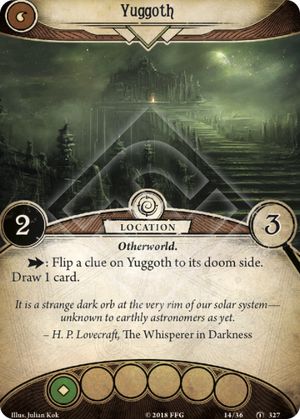 Yuggoth
2
LOCATION
3
Otherworld.
: Flip a clue on Yuggoth to its doom side.
Draw 1 card.
It is a strange dark orb at the very rim of our solar system—
unknown to earthly astronomers as yet.
– H. P. Lovecraft, The Whisperer in Darkness
Illus. Julian Kok © 2018 FFG 14/36 327